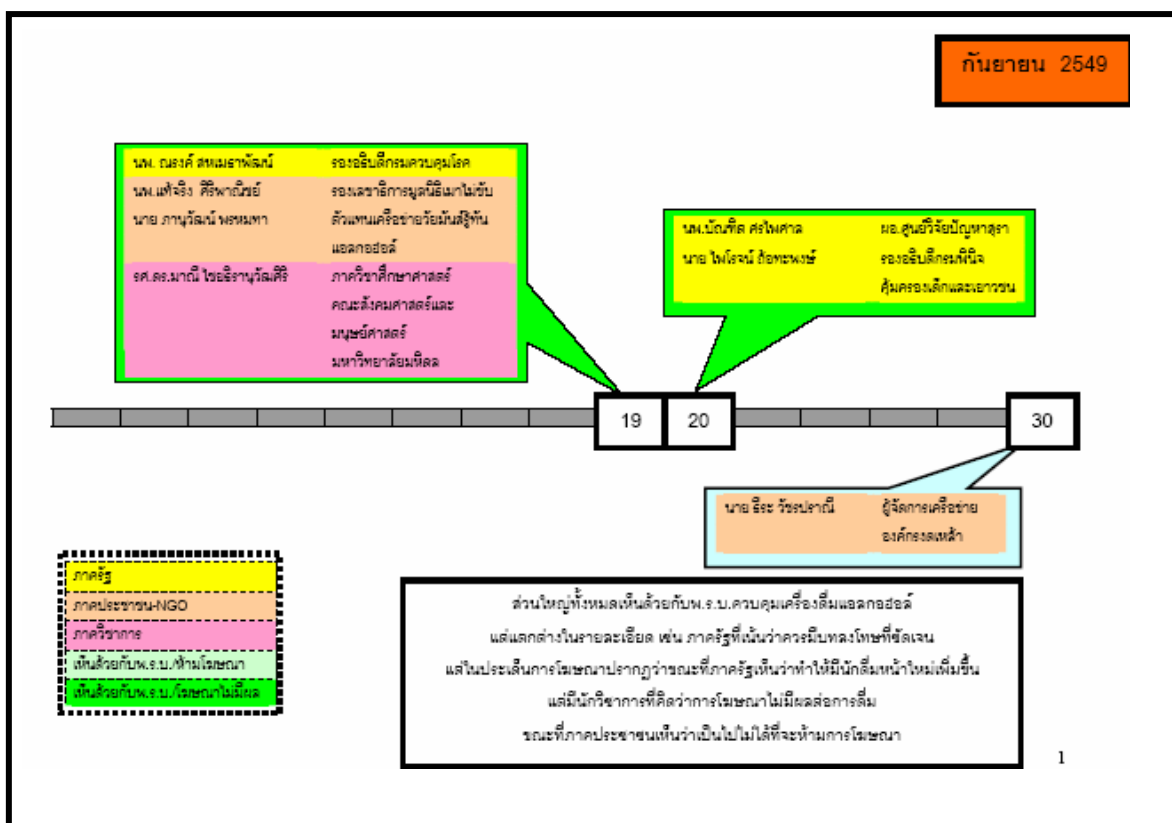 กันยายน 2549
นพ. ณรงค์ สหเมธาพัฒน์ รองอธิบดีกรมควบคุมโรค
นพ.แท้จริง ศิริพาณิชย์ รองเลขาธิการมูลนิธิเมาไม่ขับ
นาย ภานุวัฒน์ พรหมทา ตัวแทนเครือข่ายวัยมันส์รู้ทัน
แอลกอฮอล์
รศ.ดร.มาณี ไชยธีรานุวัฒศิริ ภาควิชาศึกษาศาสตร์
คณะสังคมศาสตร์และ
มนุษย์ศาสตร์
มหาวิทยาลัยมหิดล
นพ.บัณฑิต ศรไพศาล ผอ.ศูนย์วิจัยปัญหาสุรา
นาย ไพโรจน์ ถ้อทะพงษ์ รองอธิบดีกรมพินิจ
คุ้มครองเด็กและเยาวชน
19 20 30
นาย ธีระ วัชรปราณี ผู้จัดการเครือข่าย
องค์กรงดเหล้า
ภาครัฐ
ภาคประชาชน-NGO
ภาควิชาการ
เห็นด้วยกับพ.ร.บ./ห้ามโฆษณา
เห็นด้วยกับพ.ร.บ./โฆษณาไม่มีผล
ส่วนใหญ่ทั้งหมดเห็นด้วยกับพ.ร.บ.ควบคุมเครื่องดื่มแอลกอฮอล์
แต่แตกต่างในรายละเอียด เช่น ภาครัฐที่เน้นว่าควรมีบทลงโทษที่ชัดเจน
แต่ในประเด็นการโฆษณาปรากฏว่าขณะที่ภาครัฐเห็นว่าทำให้มีนักดื่มหน้าใหม่เพิ่มขึ้น
แต่มีนักวิชาการที่คิดว่าการโฆษณาไม่มีผลต่อการดื่ม
ขณะที่ภาคประชาชนเห็นว่าเป็นไปไม่ได้ที่จะห้ามการโฆษณา
1